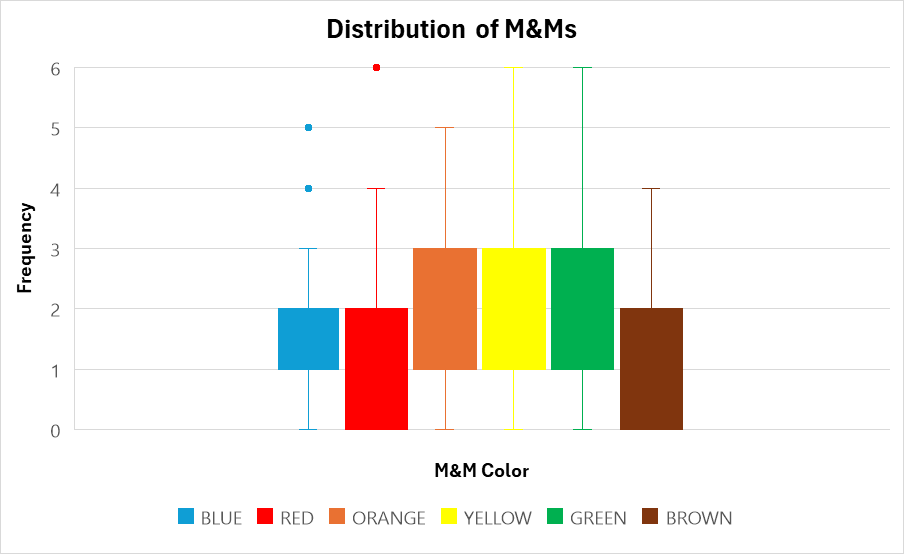 Distribution of M&Ms
6
5
4
3
2
1
0
Frequency
M&M Color
BLUE RED ORANGE YELLOW GREEN BROWN